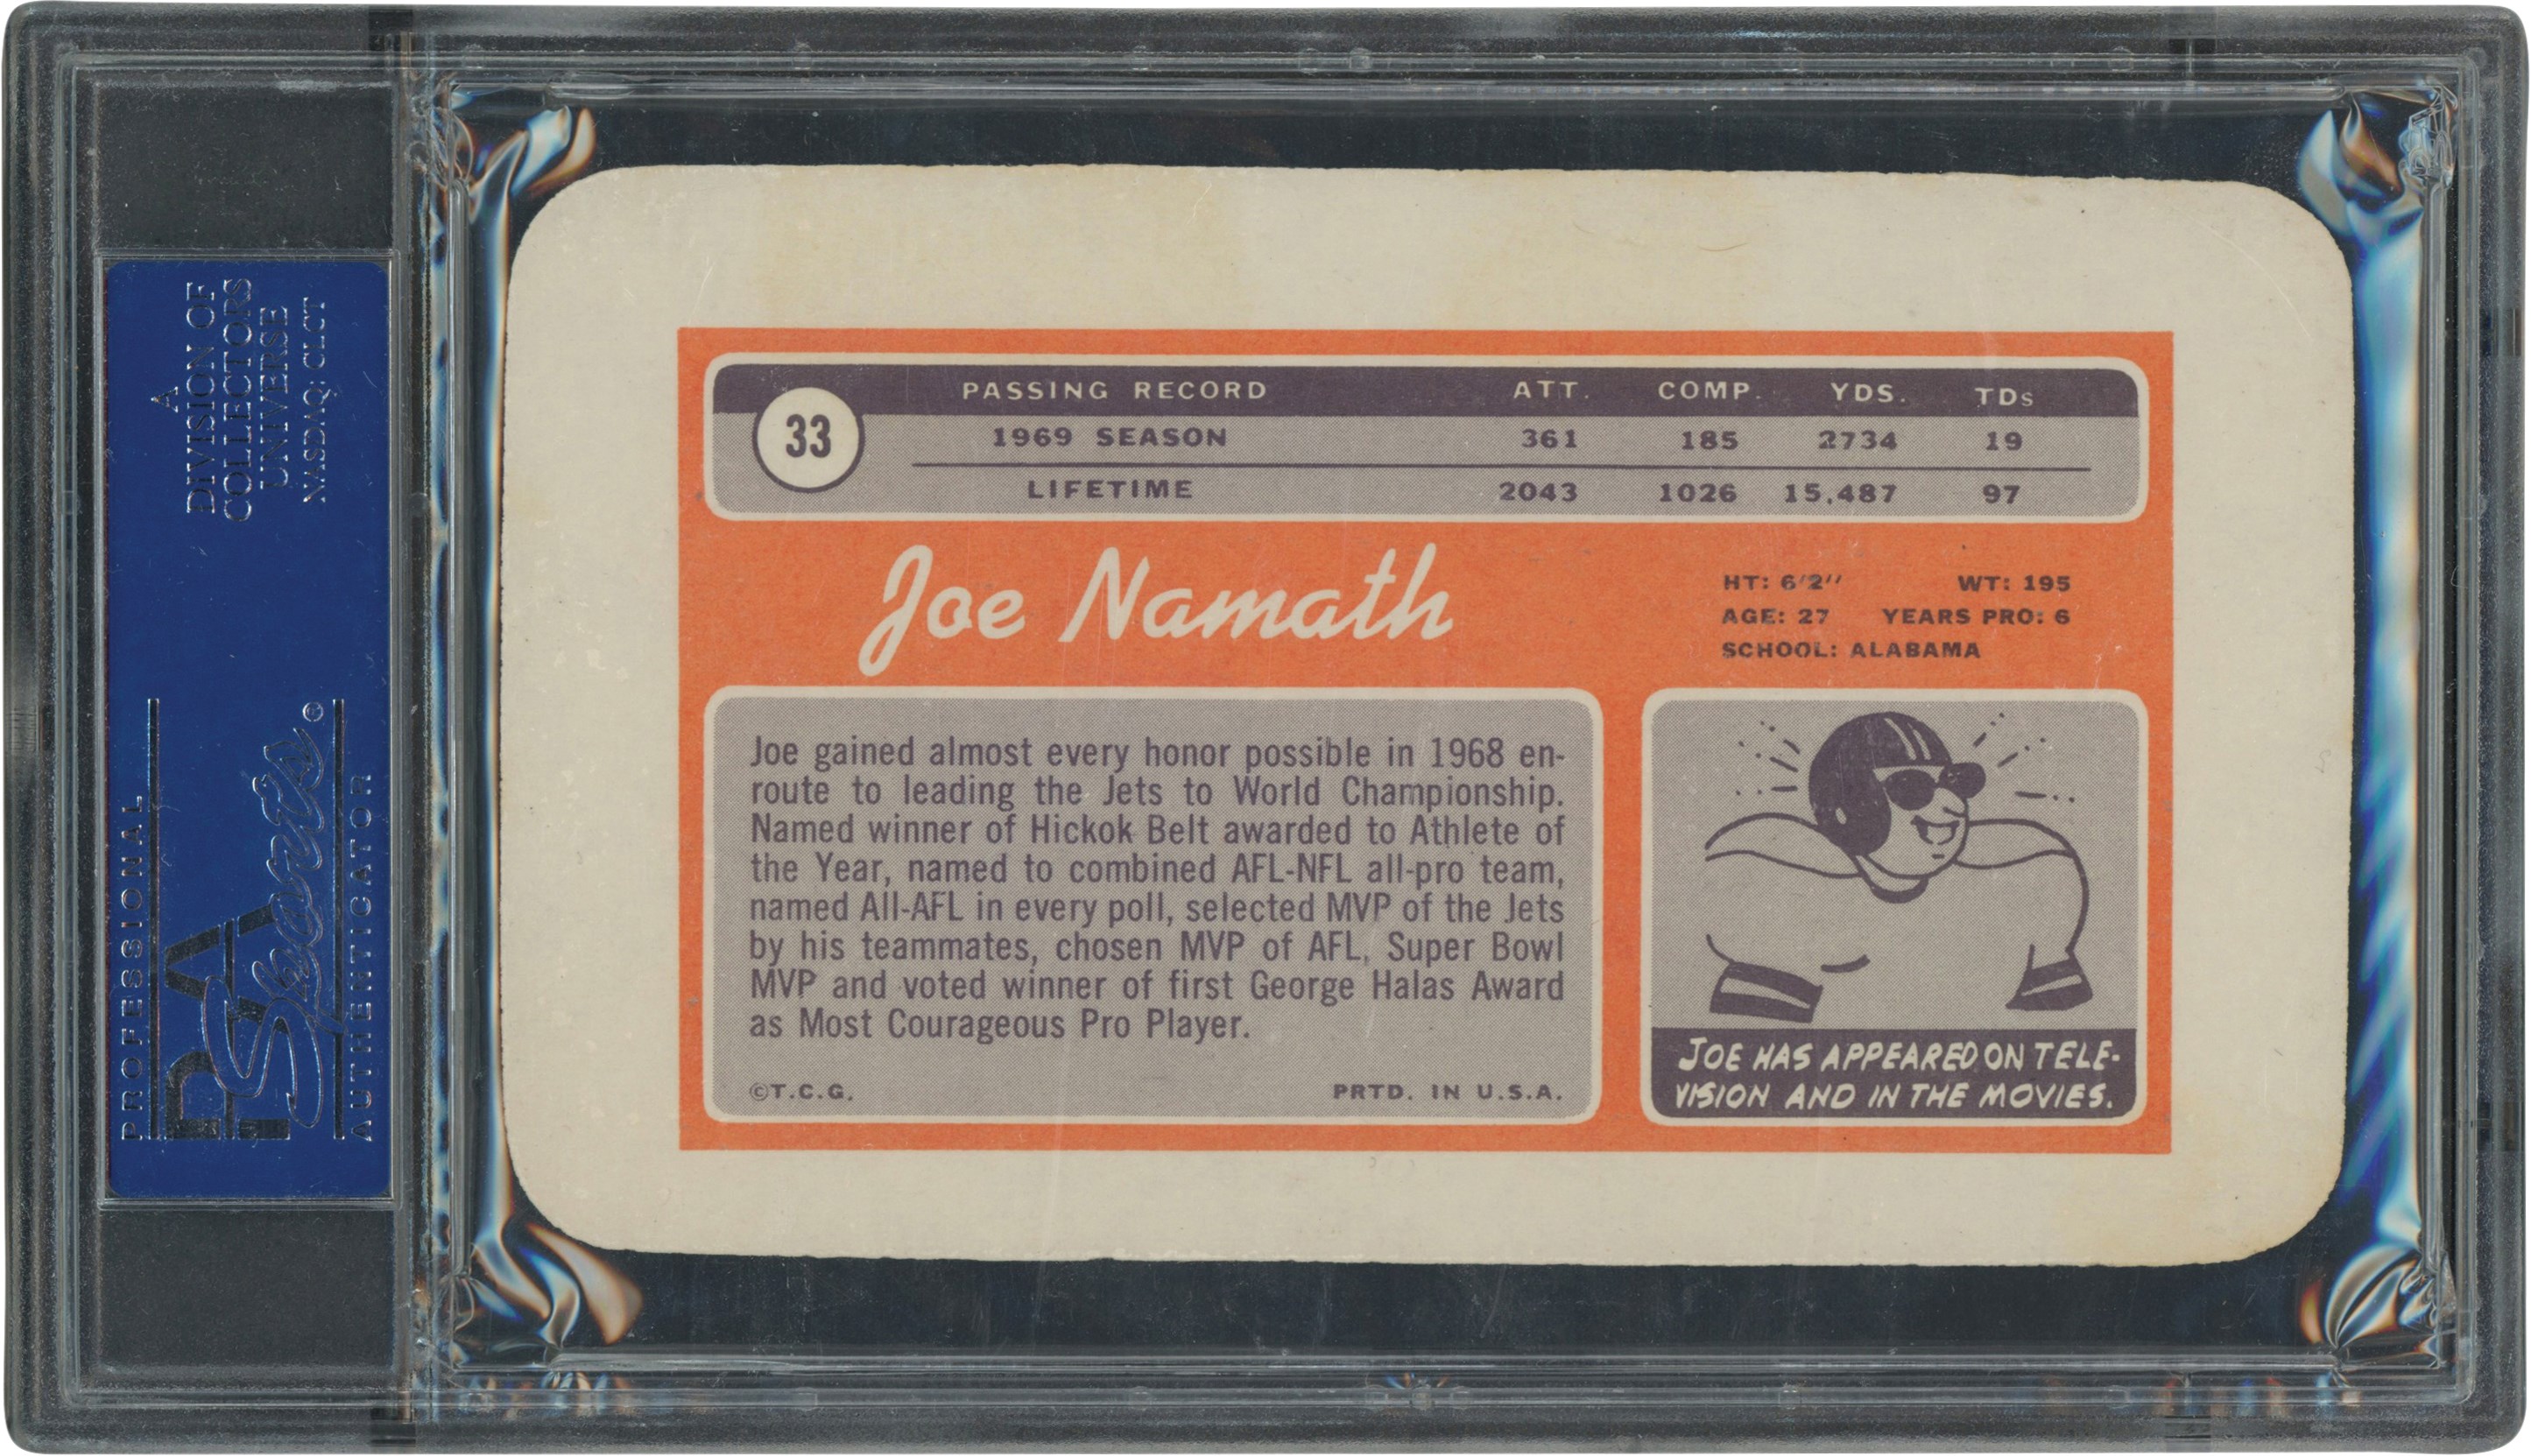 A
DIVISION OF
COLLECTORS
UNIVERSE
NASDAQ: CLCT
PROFESSIONAL
PSA
Sports®
AUTHENTICATOR
PASSING RECORD ATT. COMP. YDS. TDs
33
1969 SEASON 361 185 2734 19
LIFETIME 2043 1026 15,487 97
Joe Namath
HT: 6'2'' WT: 195
AGE: 27 YEARS PRO: 6
SCHOOL: ALABAMA
Joe gained almost every honor possible in 1968 en-
route to leading the Jets to World Championship.
Named winner of Hickok Belt awarded to Athlete of
the Year, named to combined AFL-NFL all-pro team,
named All-AFL in every poll, selected MVP of the Jets
by his teammates, chosen MVP of AFL, Super Bowl
MVP and voted winner of first George Halas Award
as Most Courageous Pro Player.
©T.C.G. PRTD. IN U.S.A.
JOE HAS APPEARED ON TELE-
VISION AND IN THE MOVIES.